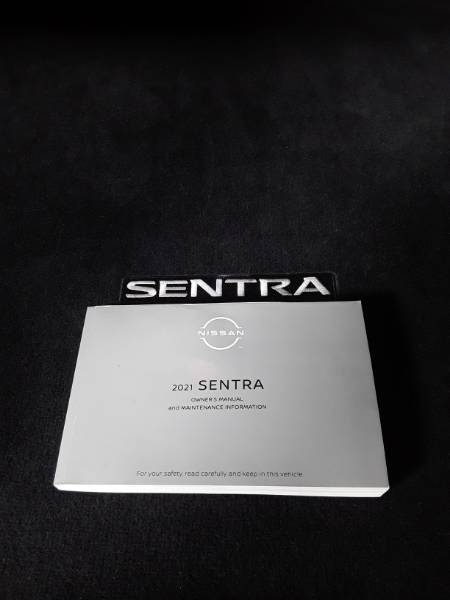 SENTRA
NISSAN
2021 SENTRA
OWNER'S MANUAL
and MAINTENANCE INFORMATION
For your safety, read carefully and keep in this vehicle.